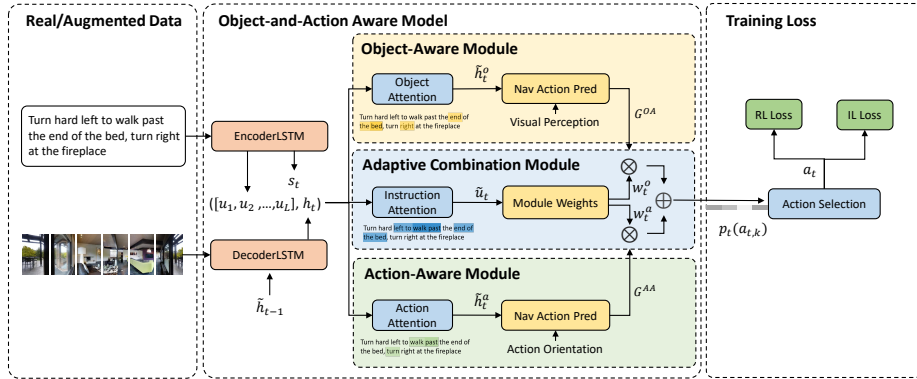 Real/Augmented Data
Object-and-Action Aware Model
Training Loss
Turn hard left to walk past
the end of the bed, turn right
at the fireplace
EncoderLSTM
s_t
([u_1, u_2 ,...,u_L], h_t)
DecoderLSTM
h̃_{t-1}
Object-Aware Module
Object
Attention
h̃_t^o
Nav Action Pred
Turn hard left to walk past the end of
the bed, turn right at the fireplace
Visual Perception
G^{OA}
Adaptive Combination Module
Instruction
Attention
ũ_t
Module Weights
w_t^o
w_t^a
Turn hard left to walk past the end of
the bed, turn right at the fireplace
Action-Aware Module
Action
Attention
h̃_t^a
Nav Action Pred
G^{AA}
Turn hard left to walk past the end of
the bed, turn right at the fireplace
Action Orientation
RL Loss
IL Loss
a_t
Action Selection
p_t(a_{t,k})